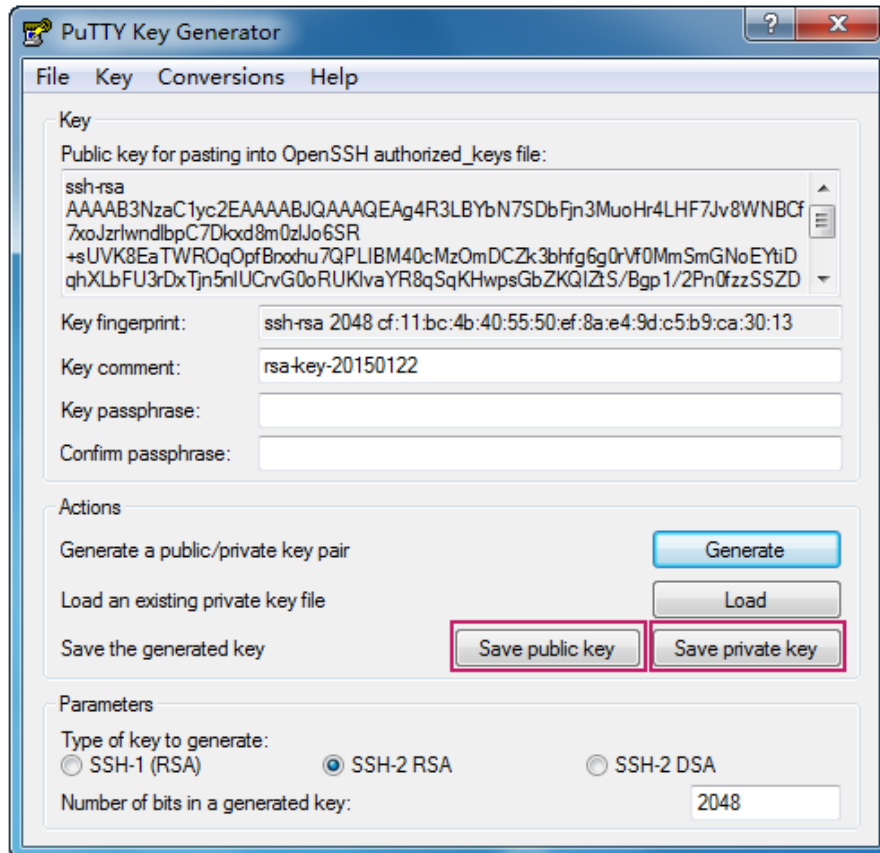 PuTTY Key Generator
File Key Conversions Help
Key
Public key for pasting into OpenSSH authorized_keys file:
ssh-rsa
AAAAB3NzaC1yc2EAAAABJQAAAQEAg4R3LBYbN7SDbFjn3MuoHr4LHF7Jv8WNBCf
7xoJzrlwndlbpC7Dkxd8m0zlJo6SR
+sUVK8EaTWROqOpfBrxxhu7QPLIBM40cMzOmDCZk3bhfg6g0rVf0MmSmGNoEYtiD
qhXLbFU3rDxTjn5nlUCrvG0oRUKlvaYR8qSqKHwpsGbZKQIZtS/Bgp1/2Pn0fzzSSZD
Key fingerprint: ssh-rsa 2048 cf:11:bc:4b:40:55:50:ef:8a:e4:9d:c5:b9:ca:30:13
Key comment: rsa-key-20150122
Key passphrase:
Confirm passphrase:
Actions
Generate a public/private key pair Generate
Load an existing private key file Load
Save the generated key Save public key Save private key
Parameters
Type of key to generate:
SSH-1 (RSA) SSH-2 RSA SSH-2 DSA
Number of bits in a generated key: 2048